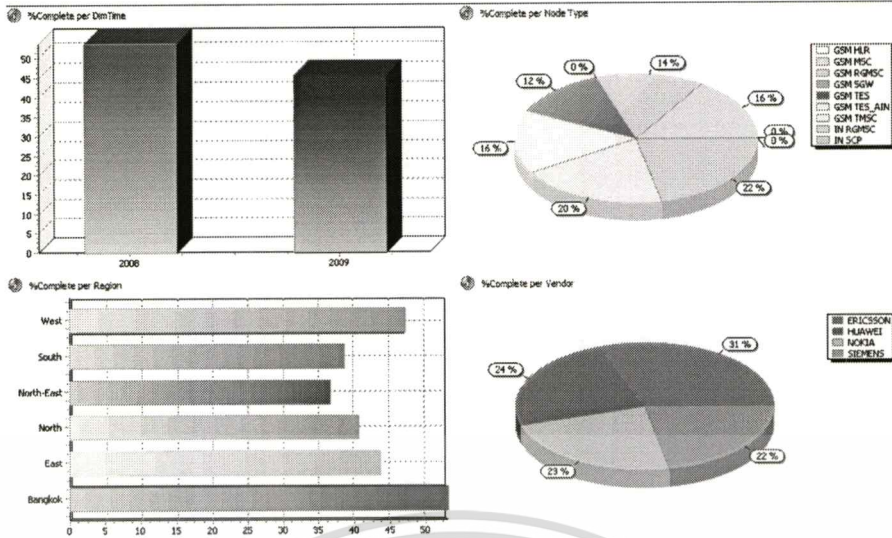 %Complete per DimTime
50
45
40
35
30
25
20
15
10
5
0
2008
2009
%Complete per Node Type
0 %
14 %
12 %
16 %
0 %
0 %
16 %
22 %
20 %
GSM HLR
GSM MSC
GSM RGMSC
GSM SGW
GSM TES
GSM TES_AIN
GSM TMSC
IN RGMSC
IN SCP
%Complete per Region
West
South
North-East
North
East
Bangkok
0 5 10 15 20 25 30 35 40 45 50
%Complete per Vendor
31 %
24 %
23 %
22 %
ERICSSON
HUAWEI
NOKIA
SIEMENS